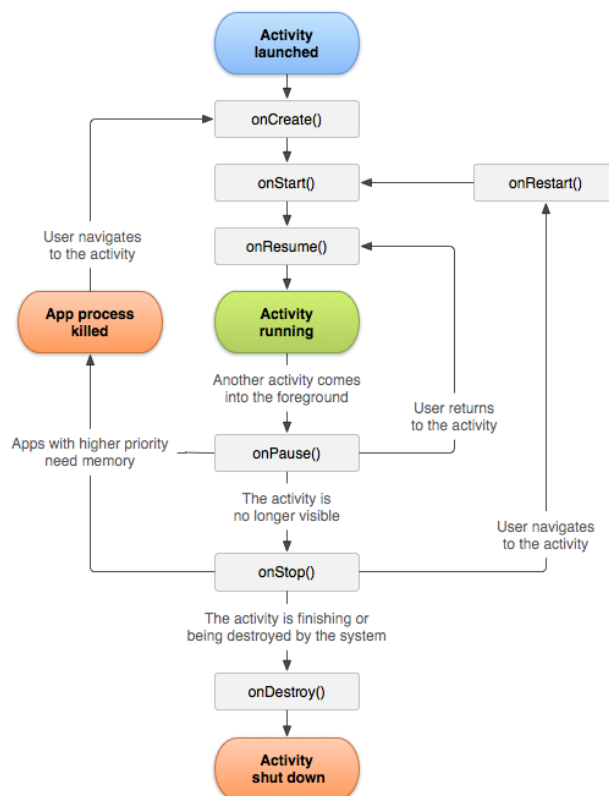 Activity
launched
onCreate()
onStart()
onRestart()
User navigates
to the activity
onResume()
App process
killed
Activity
running
Another activity comes
into the foreground
User returns
to the activity
Apps with higher priority
need memory
onPause()
The activity is
no longer visible
User navigates
to the activity
onStop()
The activity is finishing or
being destroyed by the system
onDestroy()
Activity
shut down